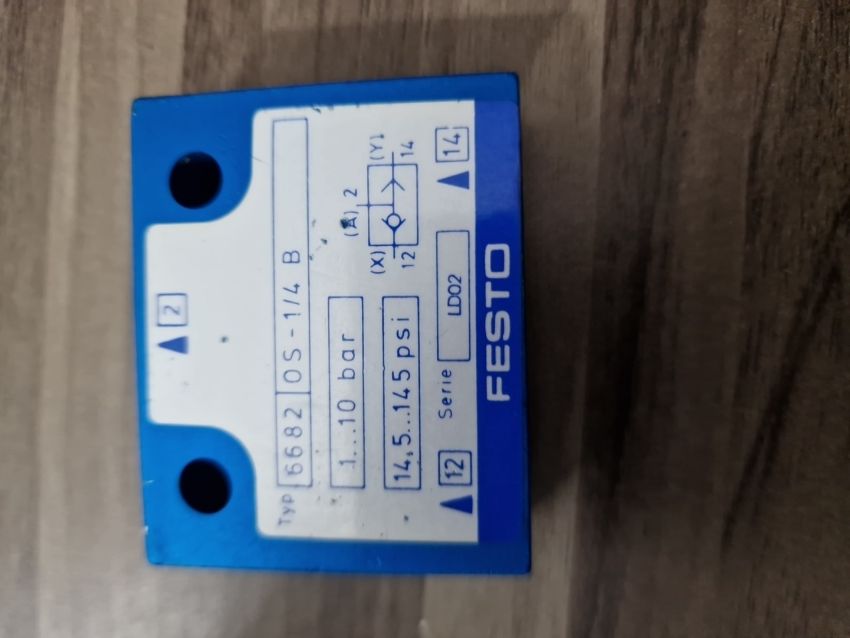 2
Typ 6682 OS-1/4 B
1...10 bar
(A) 2
(X) (Y)
14,5...145 psi
12 14
12 Serie LD02 14
FESTO